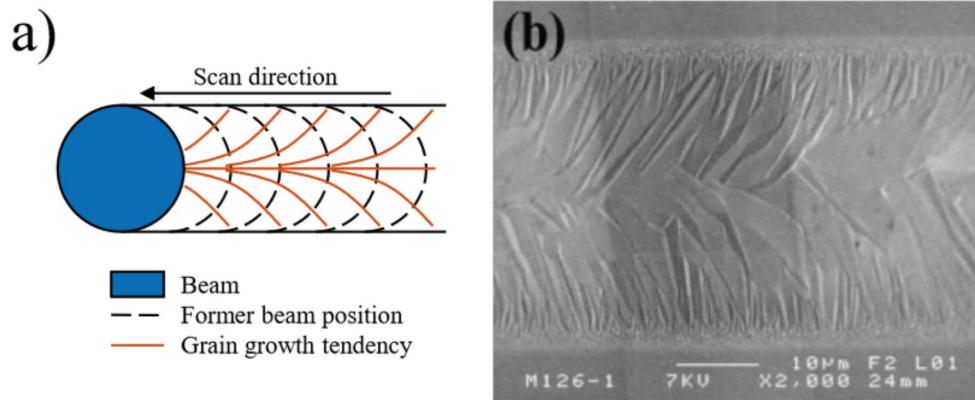 a)
Scan direction
Beam
Former beam position
Grain growth tendency
(b)
10µm F2 L01
M126-1 7KV X2,000 24mm